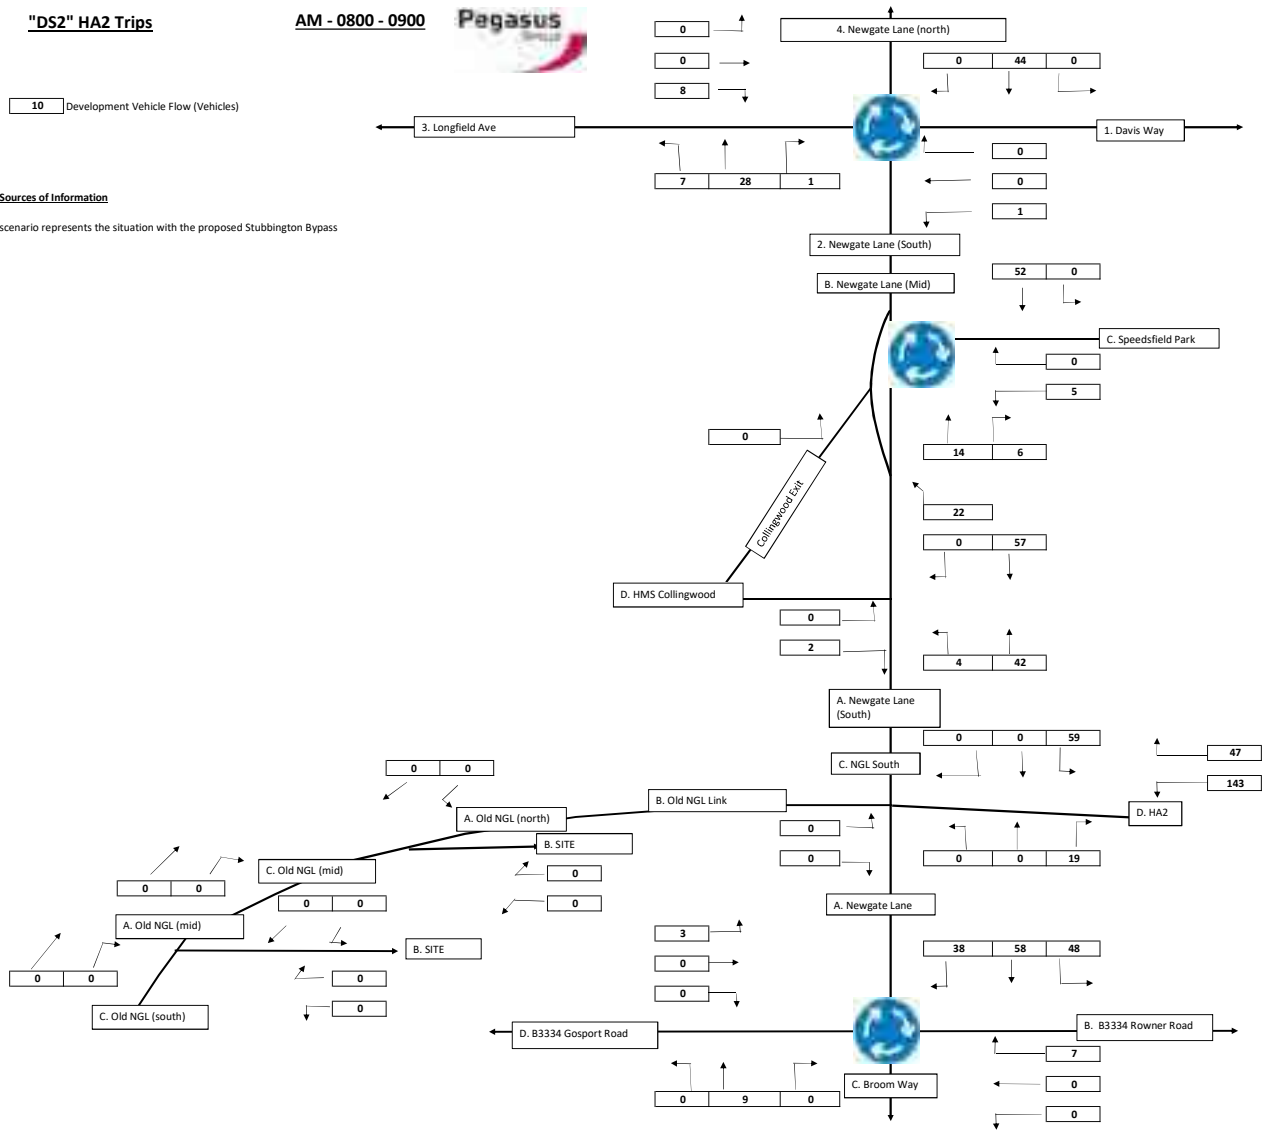 "DS2" HA2 Trips
AM - 0800 - 0900
Pegasus
Group
10 Development Vehicle Flow (Vehicles)
Sources of Information
scenario represents the situation with the proposed Stubbington Bypass
4. Newgate Lane (north)
0
0
8
0 44 0
3. Longfield Ave
1. Davis Way
7 28 1
0
0
1
2. Newgate Lane (South)
B. Newgate Lane (Mid)
52 0
C. Speedsfield Park
0
5
0
14 6
Collingwood Exit
22
0 57
D. HMS Collingwood
0
2
4 42
A. Newgate Lane
(South)
0 0 59
47
143
C. NGL South
0 0
B. Old NGL Link
A. Old NGL (north)
D. HA2
0
0
0 0 19
B. SITE
C. Old NGL (mid)
0
0
0 0
0 0
A. Newgate Lane
A. Old NGL (mid)
B. SITE
3
0
0
38 58 48
0 0
0
0
C. Old NGL (south)
D. B3334 Gosport Road
B. B3334 Rowner Road
7
0
0
C. Broom Way
0 9 0